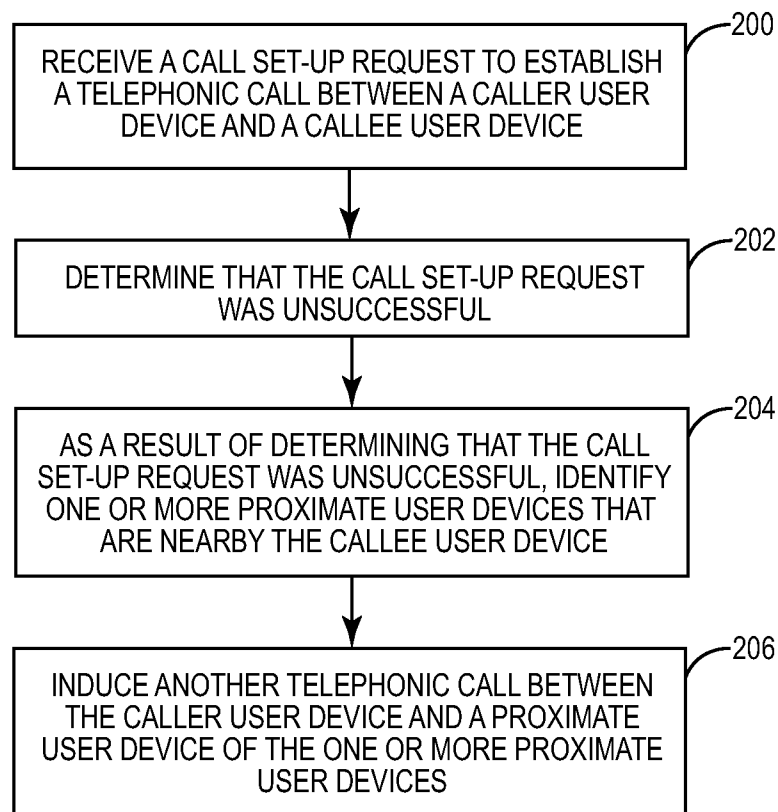 RECEIVE A CALL SET-UP REQUEST TO ESTABLISH
A TELEPHONIC CALL BETWEEN A CALLER USER
DEVICE AND A CALLEE USER DEVICE
200
DETERMINE THAT THE CALL SET-UP REQUEST
WAS UNSUCCESSFUL
202
AS A RESULT OF DETERMINING THAT THE CALL
SET-UP REQUEST WAS UNSUCCESSFUL, IDENTIFY
ONE OR MORE PROXIMATE USER DEVICES THAT
ARE NEARBY THE CALLEE USER DEVICE
204
INDUCE ANOTHER TELEPHONIC CALL BETWEEN
THE CALLER USER DEVICE AND A PROXIMATE
USER DEVICE OF THE ONE OR MORE PROXIMATE
USER DEVICES
206